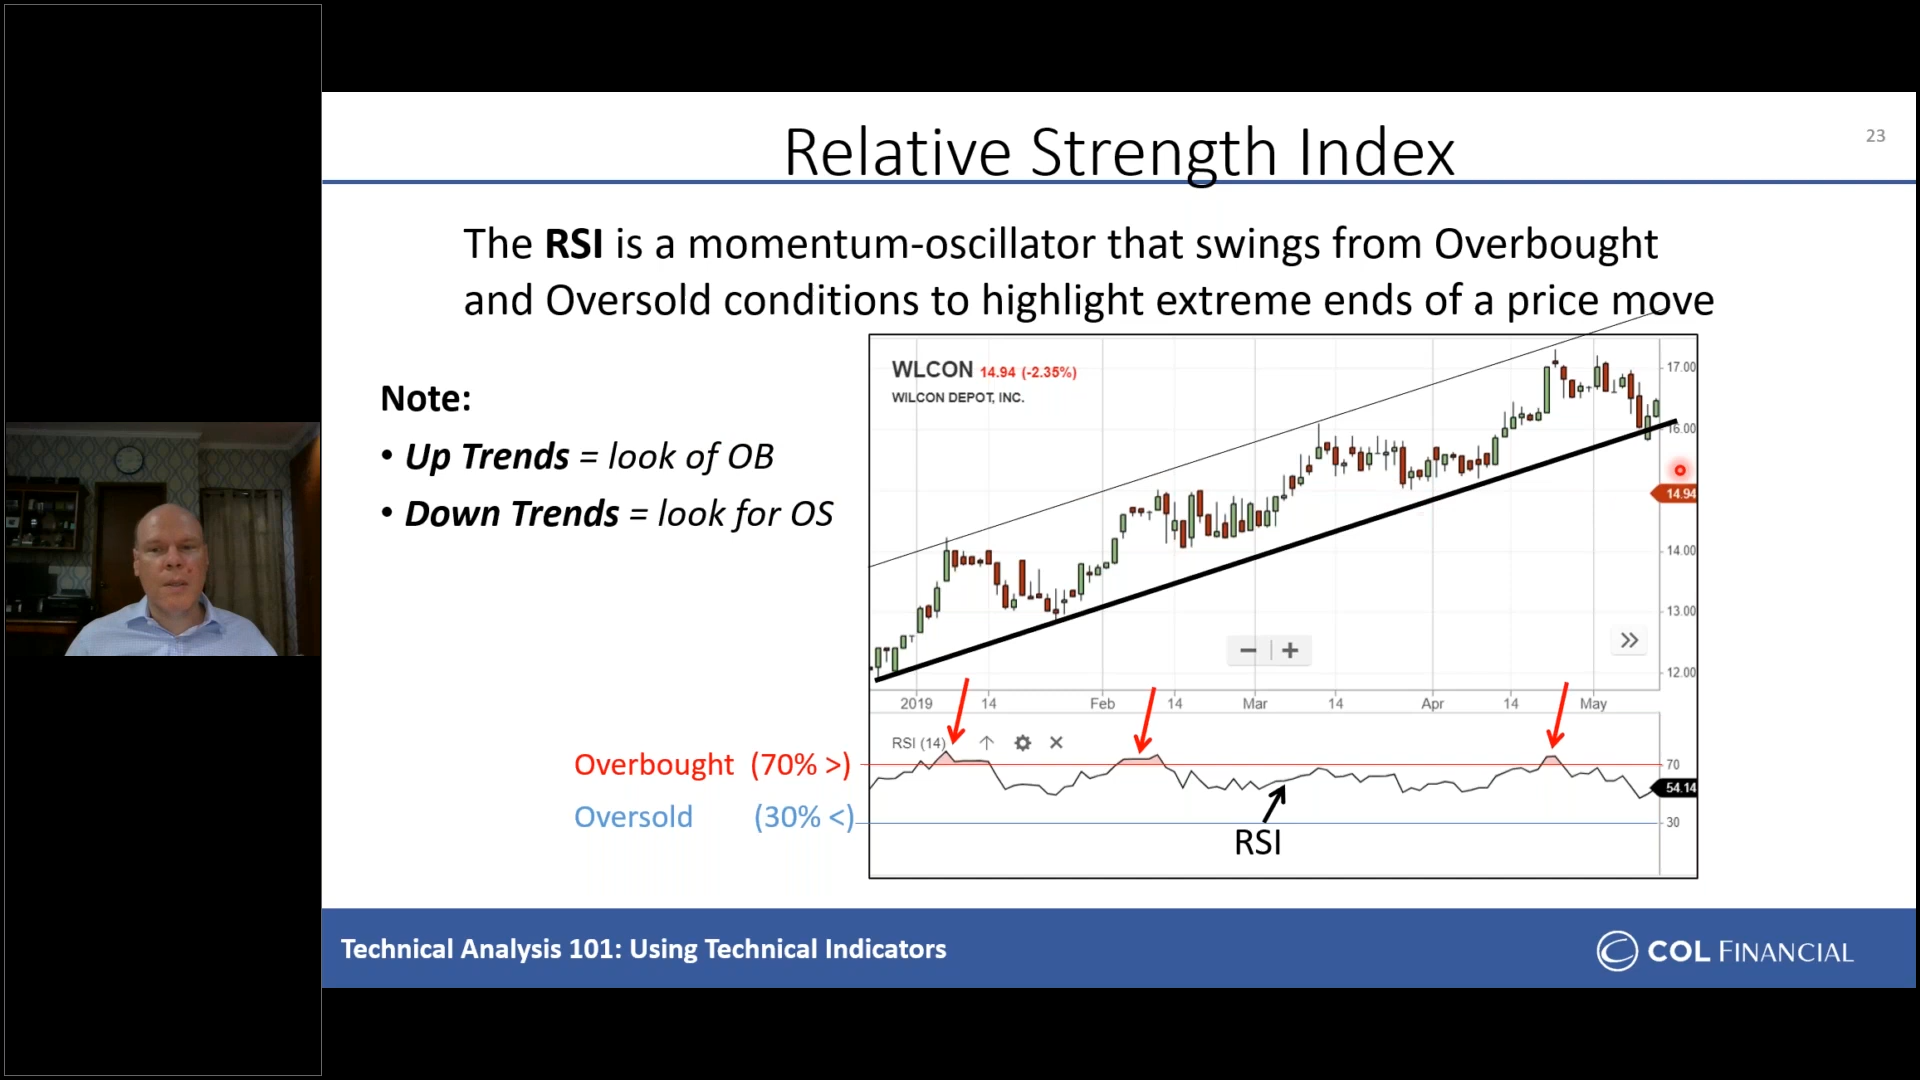 Relative Strength Index
23
The RSI is a momentum-oscillator that swings from Overbought
and Oversold conditions to highlight extreme ends of a price move
Note:
• Up Trends = look of OB
• Down Trends = look for OS
WLCON 14.94 (-2.35%)
WILCON DEPOT, INC.
17.00
16.00
14.94
14.00
13.00
12.00
2019 14 Feb 14 Mar 14 Apr 14 May
RSI (14)
Overbought (70% >)
70
54.14
Oversold (30% <)
30
RSI
Technical Analysis 101: Using Technical Indicators
COL FINANCIAL